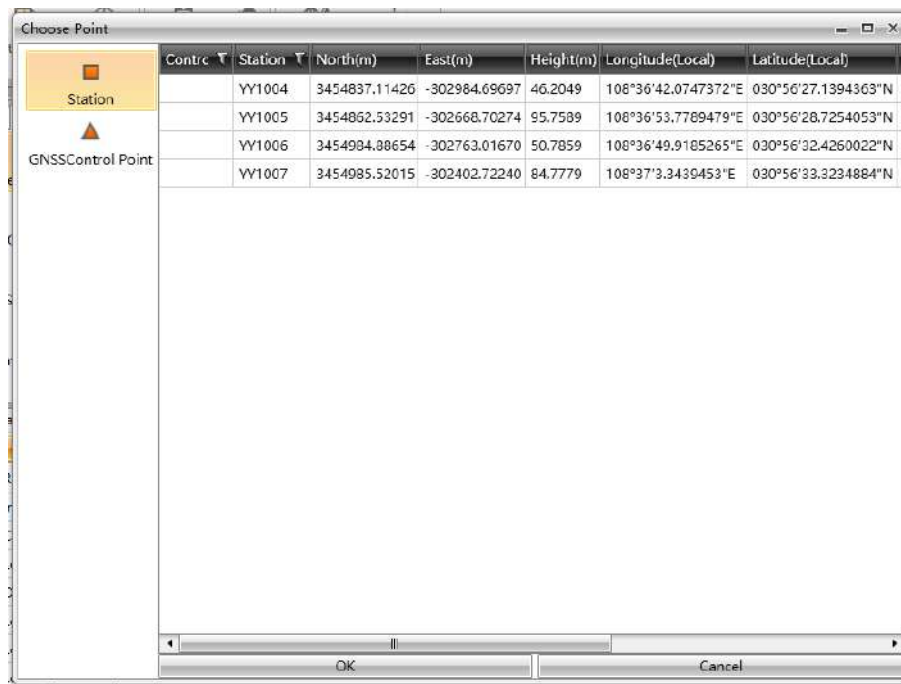 Choose Point
Station
GNSSControl Point
Contrc Station North(m) East(m) Height(m) Longitude(Local) Latitude(Local)
YY1004 3454837.11426 -302984.69697 46.2049 108°36'42.0747372"E 030°56'27.1394363"N
YY1005 3454862.53291 -302668.70274 95.7589 108°36'53.7789479"E 030°56'28.7254053"N
YY1006 3454984.88654 -302763.01670 50.7859 108°36'49.9185265"E 030°56'32.4260022"N
YY1007 3454985.52015 -302402.72240 84.7779 108°37'3.3439453"E 030°56'33.3234884"N
OK Cancel